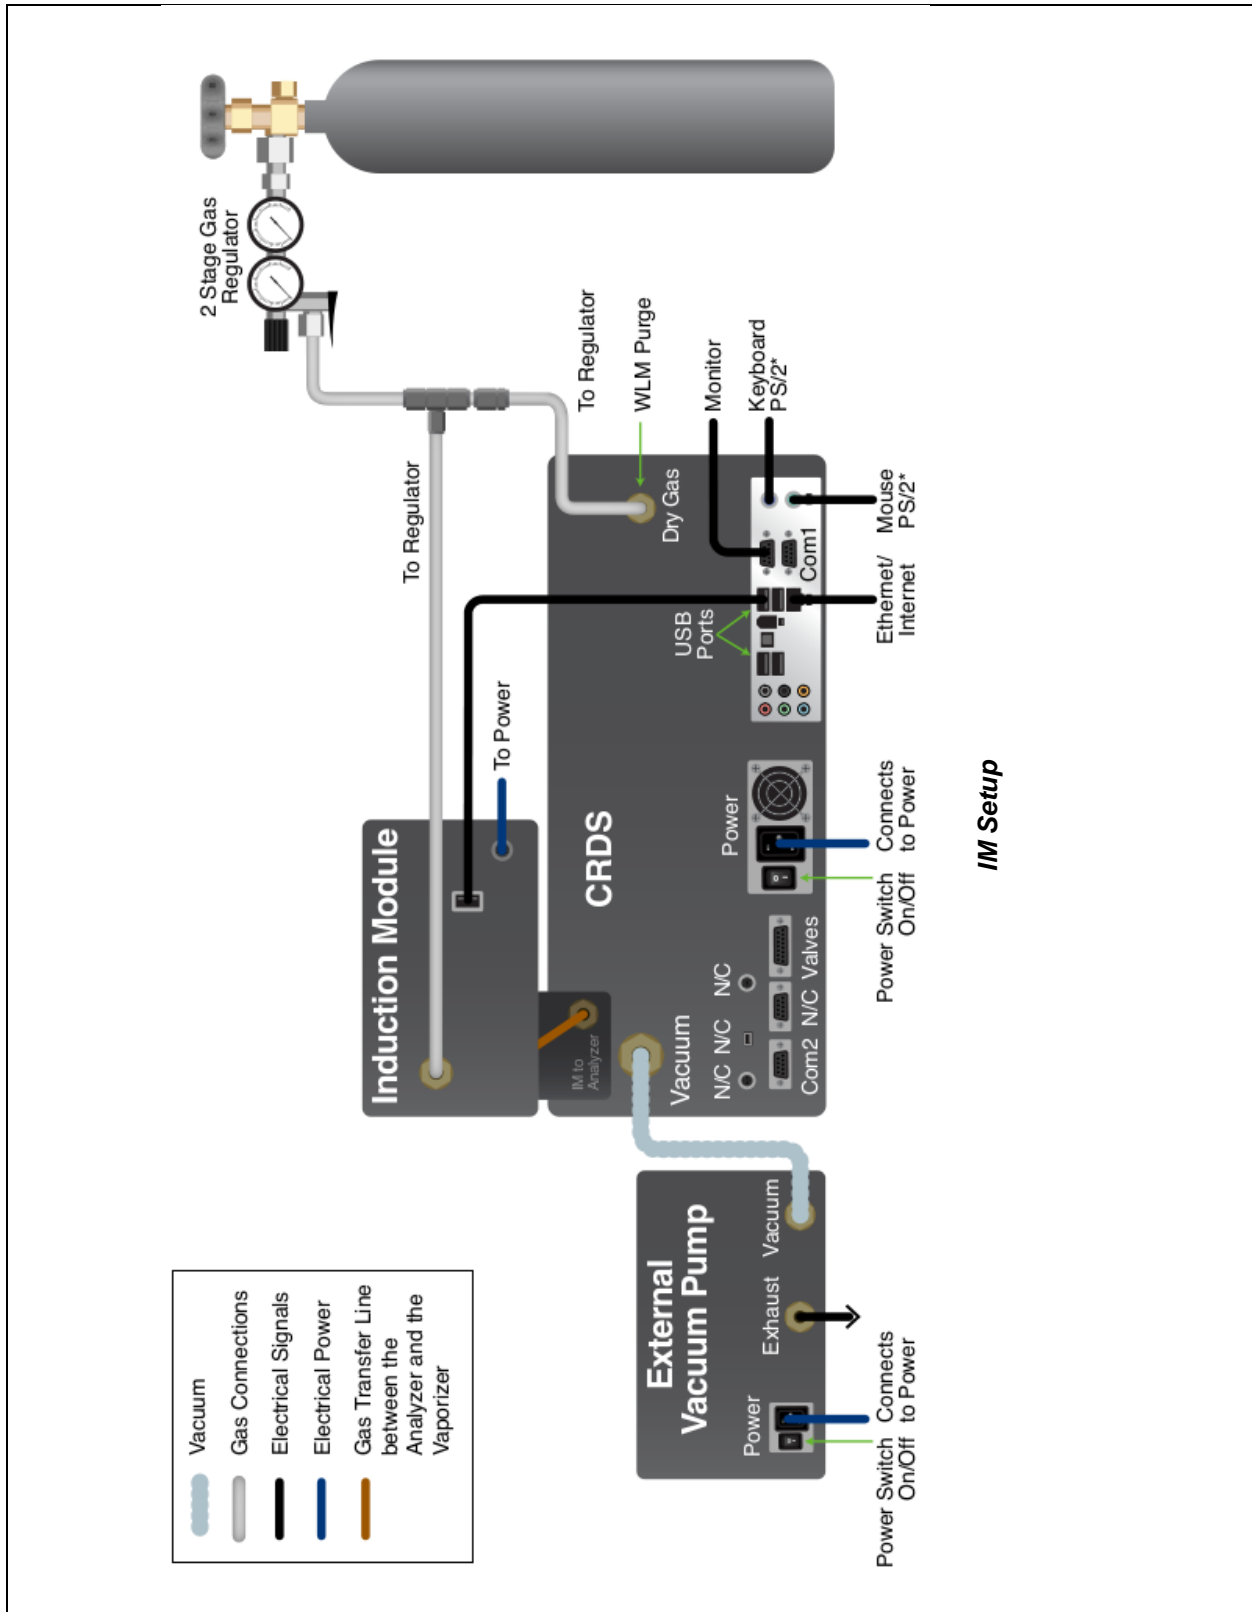 2 Stage Gas
Regulator
To Regulator
To Regulator
WLM Purge
Monitor
Keyboard
PS/2*
Dry Gas
Mouse
PS/2*
Com1
Ethernet/
Internet
USB
Ports
To Power
Induction Module
CRDS
Power
Connects
to Power
Power Switch
On/Off
IM to
Analyzer
Vacuum
N/C
N/C
N/C
Com2
N/C
Valves
External
Vacuum Pump
Vacuum
Exhaust
Power
Connects
to Power
Power Switch
On/Off
Vacuum
Gas Connections
Electrical Signals
Electrical Power
Gas Transfer Line
between the
Analyzer and the
Vaporizer
IM Setup